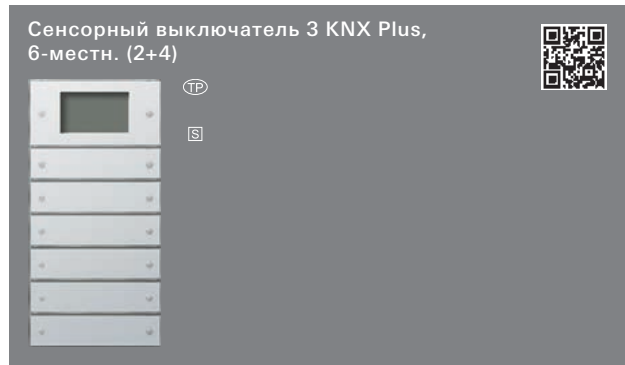 Сенсорный выключатель 3 KNX Plus,
6-местн. (2+4)
TP
S